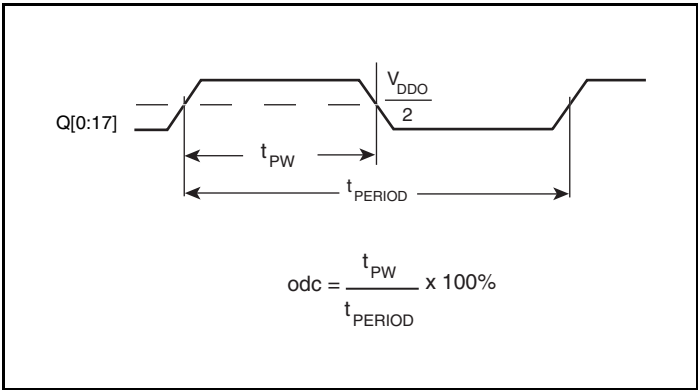 V_DDO
2
Q[0:17]
t_PW
t_PERIOD
odc = t_PW / t_PERIOD x 100%